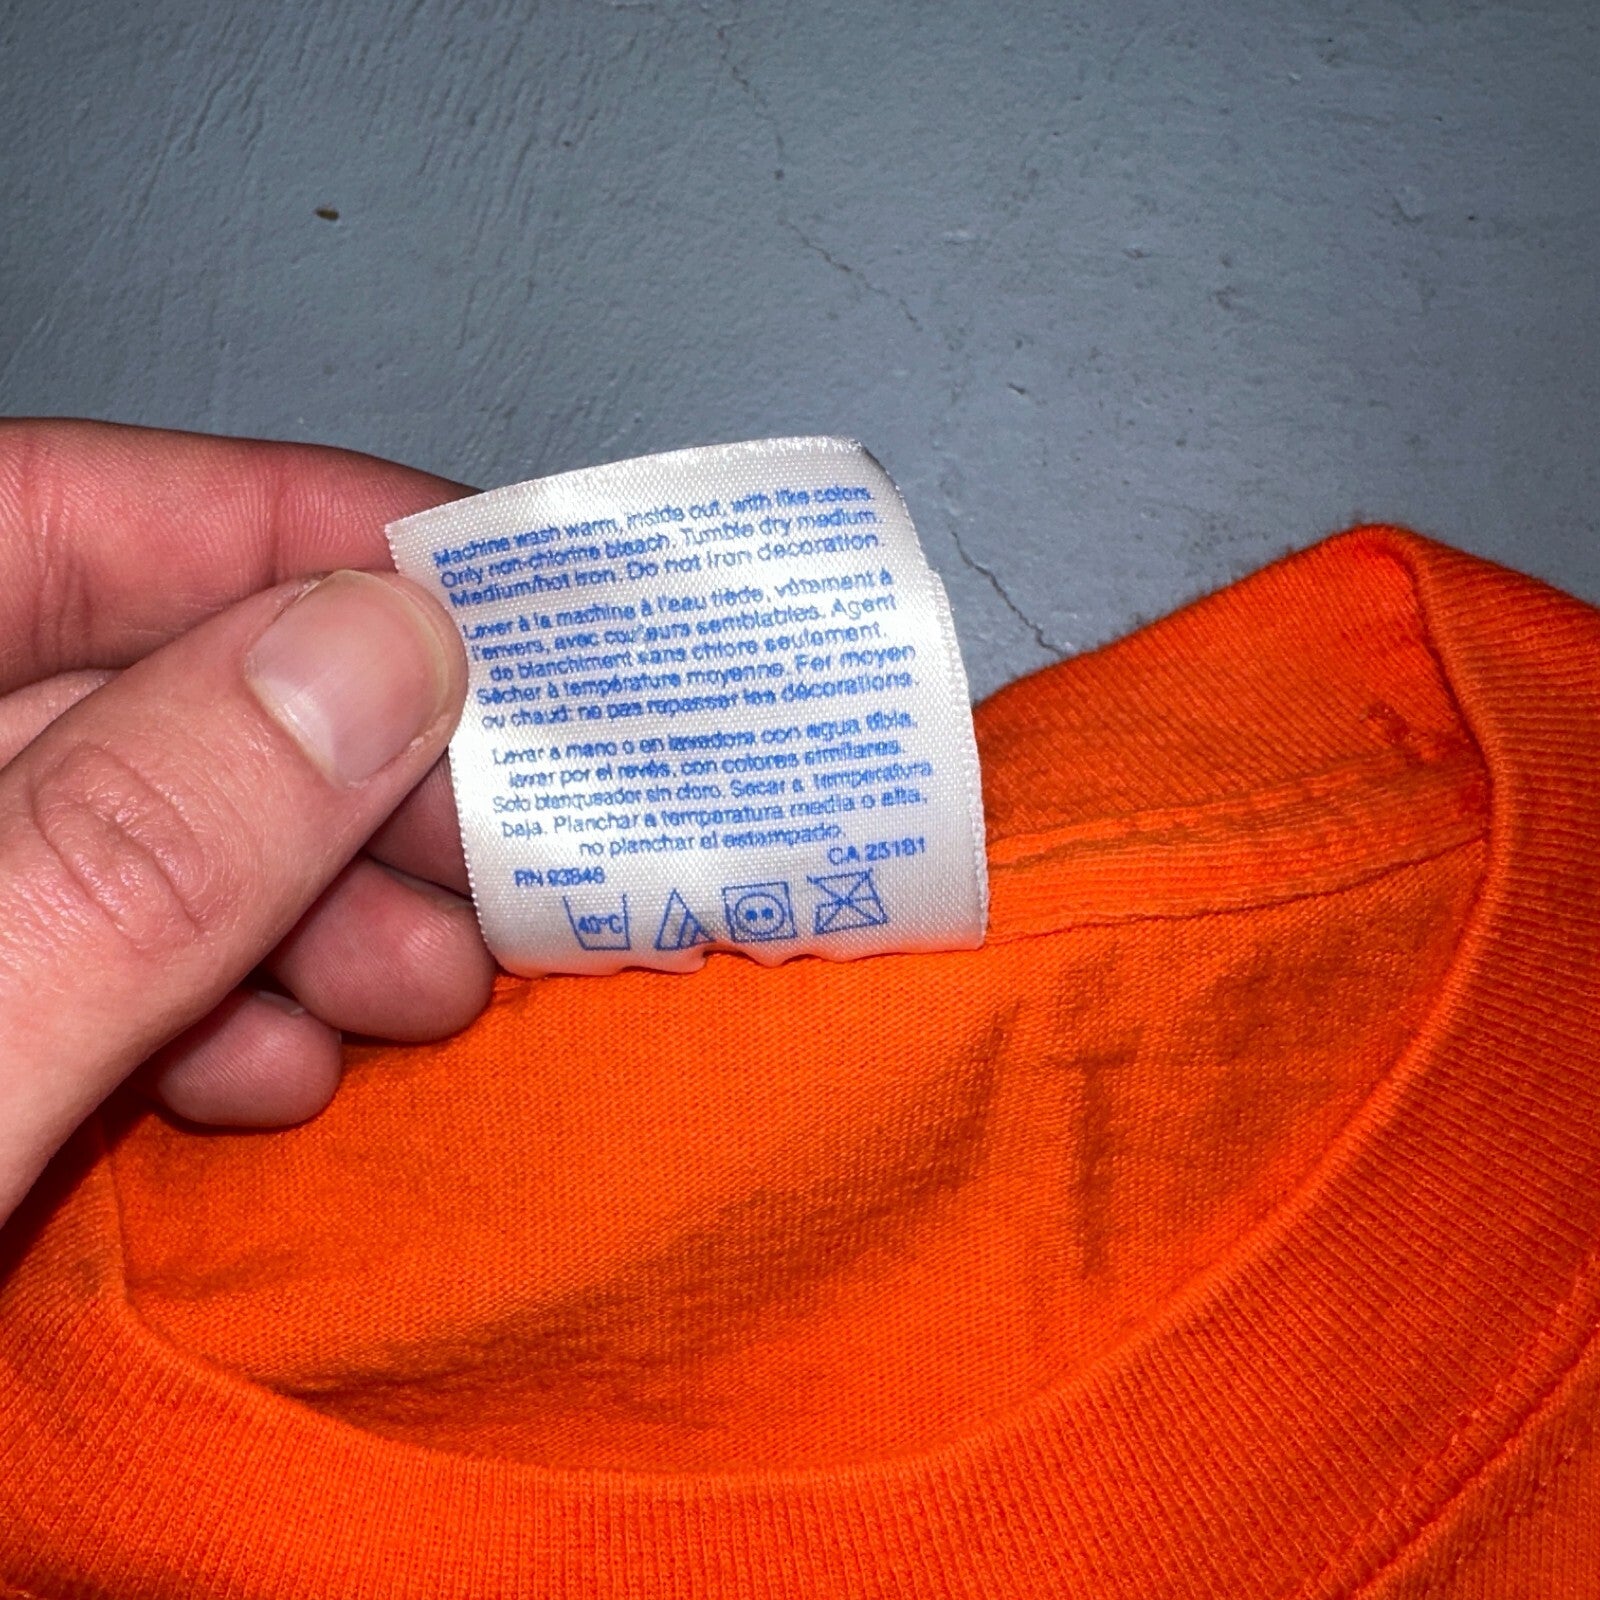 Machine wash warm, inside out, with like colors.
Only non-chlorine bleach. Tumble dry medium.
Medium/hot iron. Do not iron decoration.
Laver à la machine à l'eau tiède, vêtement à
l'envers, avec couleurs semblables. Agent
de blanchiment sans chlore seulement.
Sécher à température moyenne. Fer moyen
ou chaud: ne pas repasser les décorations.
Lavar a mano o en lavadora con agua tibia,
lavar por el revés, con colores similares.
Solo blanqueador sin cloro. Secar a temperatura
baja. Planchar a temperatura media o alta,
no planchar el estampado.
RN 93846 CA 25181
40°C